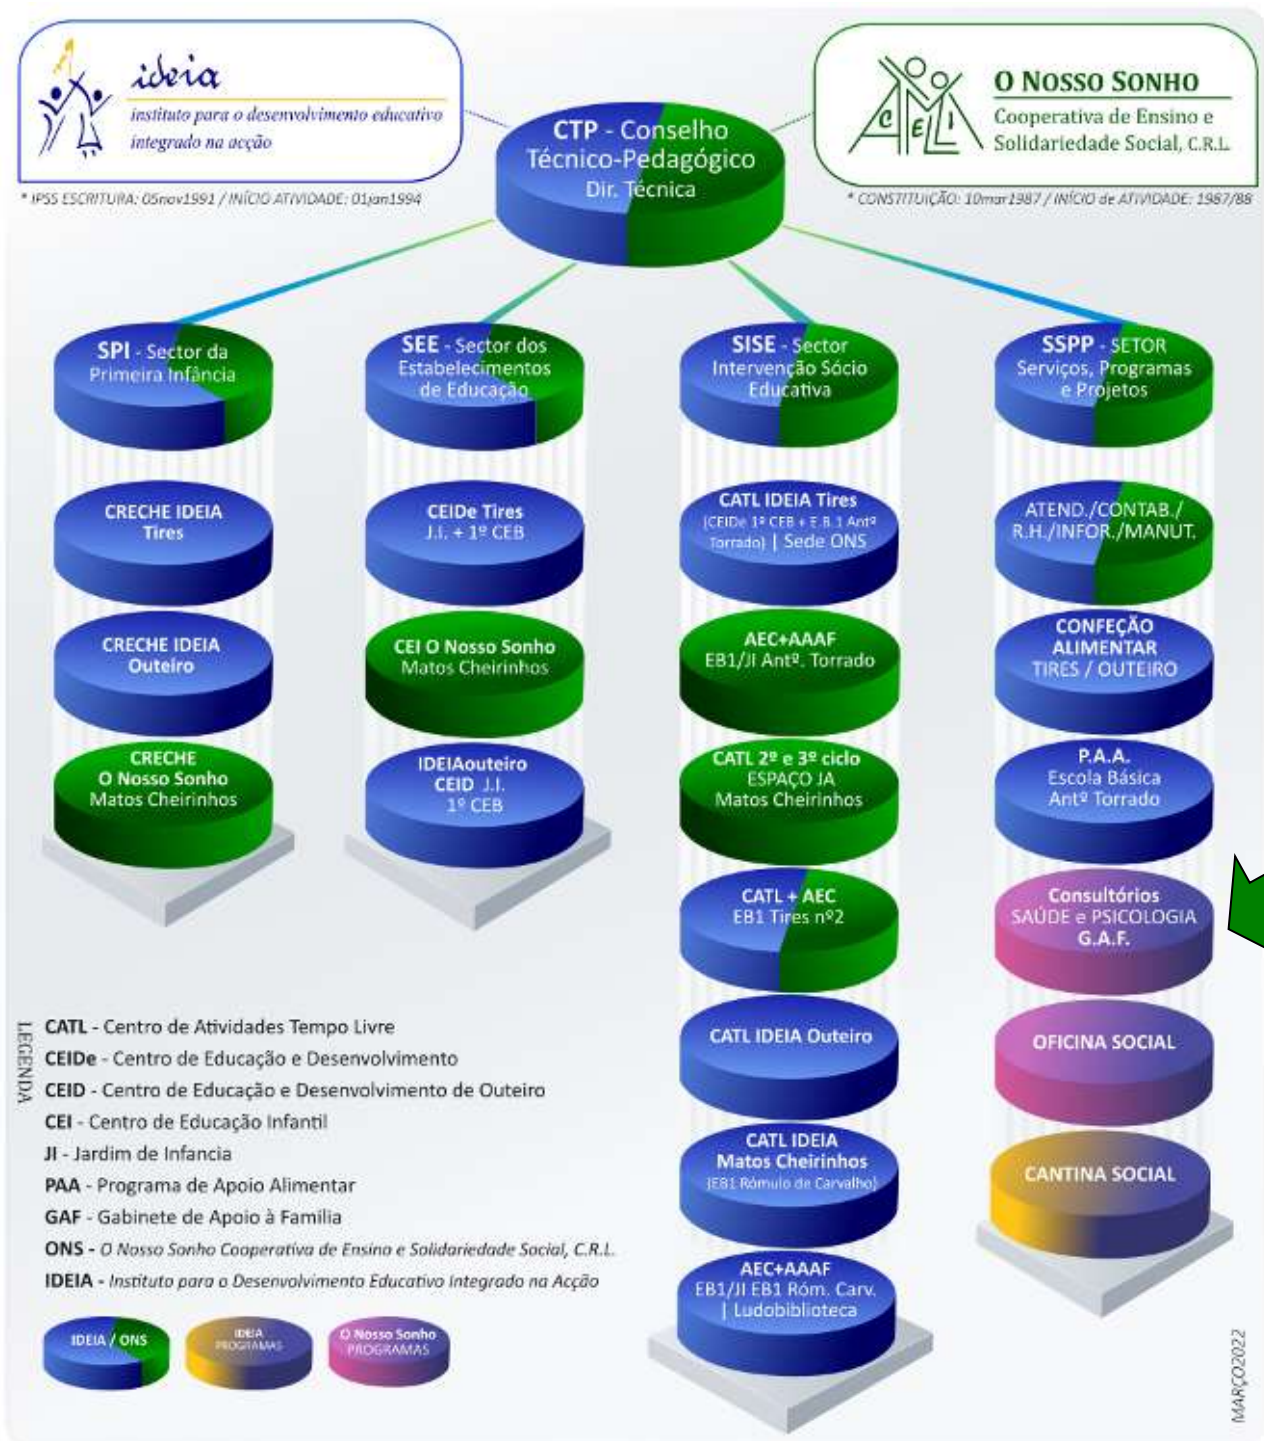 ideia
instituto para o desenvolvimento educativo
integrado na acção
* IPSS ESCRITURA: 05nov1991 / INÍCIO ATIVIDADE: 01jan1994
CTP - Conselho
Técnico-Pedagógico
Dir. Técnica
CELI
O NOSSO SONHO
Cooperativa de Ensino e
Solidariedade Social, C.R.L.
* CONSTITUIÇÃO: 10mar1987 / INÍCIO de ATIVIDADE: 1987/88
SPI - Sector da
Primeira Infância
CRECHE IDEIA
Tires
CRECHE IDEIA
Outeiro
CRECHE
O Nosso Sonho
Matos Cheirinhos
SEE - Sector dos
Estabelecimentos
de Educação
CEIDe Tires
J.I. + 1º CEB
CEI O Nosso Sonho
Matos Cheirinhos
IDEIAouteiro
CEID J.I.
1º CEB
SISE - Sector
Intervenção Sócio
Educativa
CATL IDEIA Tires
(CEIDe 1º CEB + E.B.1 Antº
Torrado) | Sede ONS
AEC+AAAF
EB1/JI Antº. Torrado
CATL 2º e 3º ciclo
ESPAÇO JA
Matos Cheirinhos
CATL + AEC
EB1 Tires nº2
CATL IDEIA Outeiro
CATL IDEIA
Matos Cheirinhos
(EB1 Rómulo de Carvalho)
AEC+AAAF
EB1/JI EB1 Róm. Carv.
| Ludobiblioteca
SSPP - SETOR
Serviços, Programas
e Projetos
ATEND./CONTAB./
R.H./INFOR./MANUT.
CONFEÇÃO
ALIMENTAR
TIRES / OUTEIRO
P.A.A.
Escola Básica
Antº Torrado
Consultórios
SAÚDE e PSICOLOGIA
G.A.F.
OFICINA SOCIAL
CANTINA SOCIAL
LEGENDA
CATL - Centro de Atividades Tempo Livre
CEIDe - Centro de Educação e Desenvolvimento
CEID - Centro de Educação e Desenvolvimento de Outeiro
CEI - Centro de Educação Infantil
JI - Jardim de Infancia
PAA - Programa de Apoio Alimentar
GAF - Gabinete de Apoio à Família
ONS - O Nosso Sonho Cooperativa de Ensino e Solidariedade Social, C.R.L.
IDEIA - Instituto para o Desenvolvimento Educativo Integrado na Acção
IDEIA / ONS
IDEIA
PROGRAMAS
O Nosso Sonho
PROGRAMAS
MARÇO2022